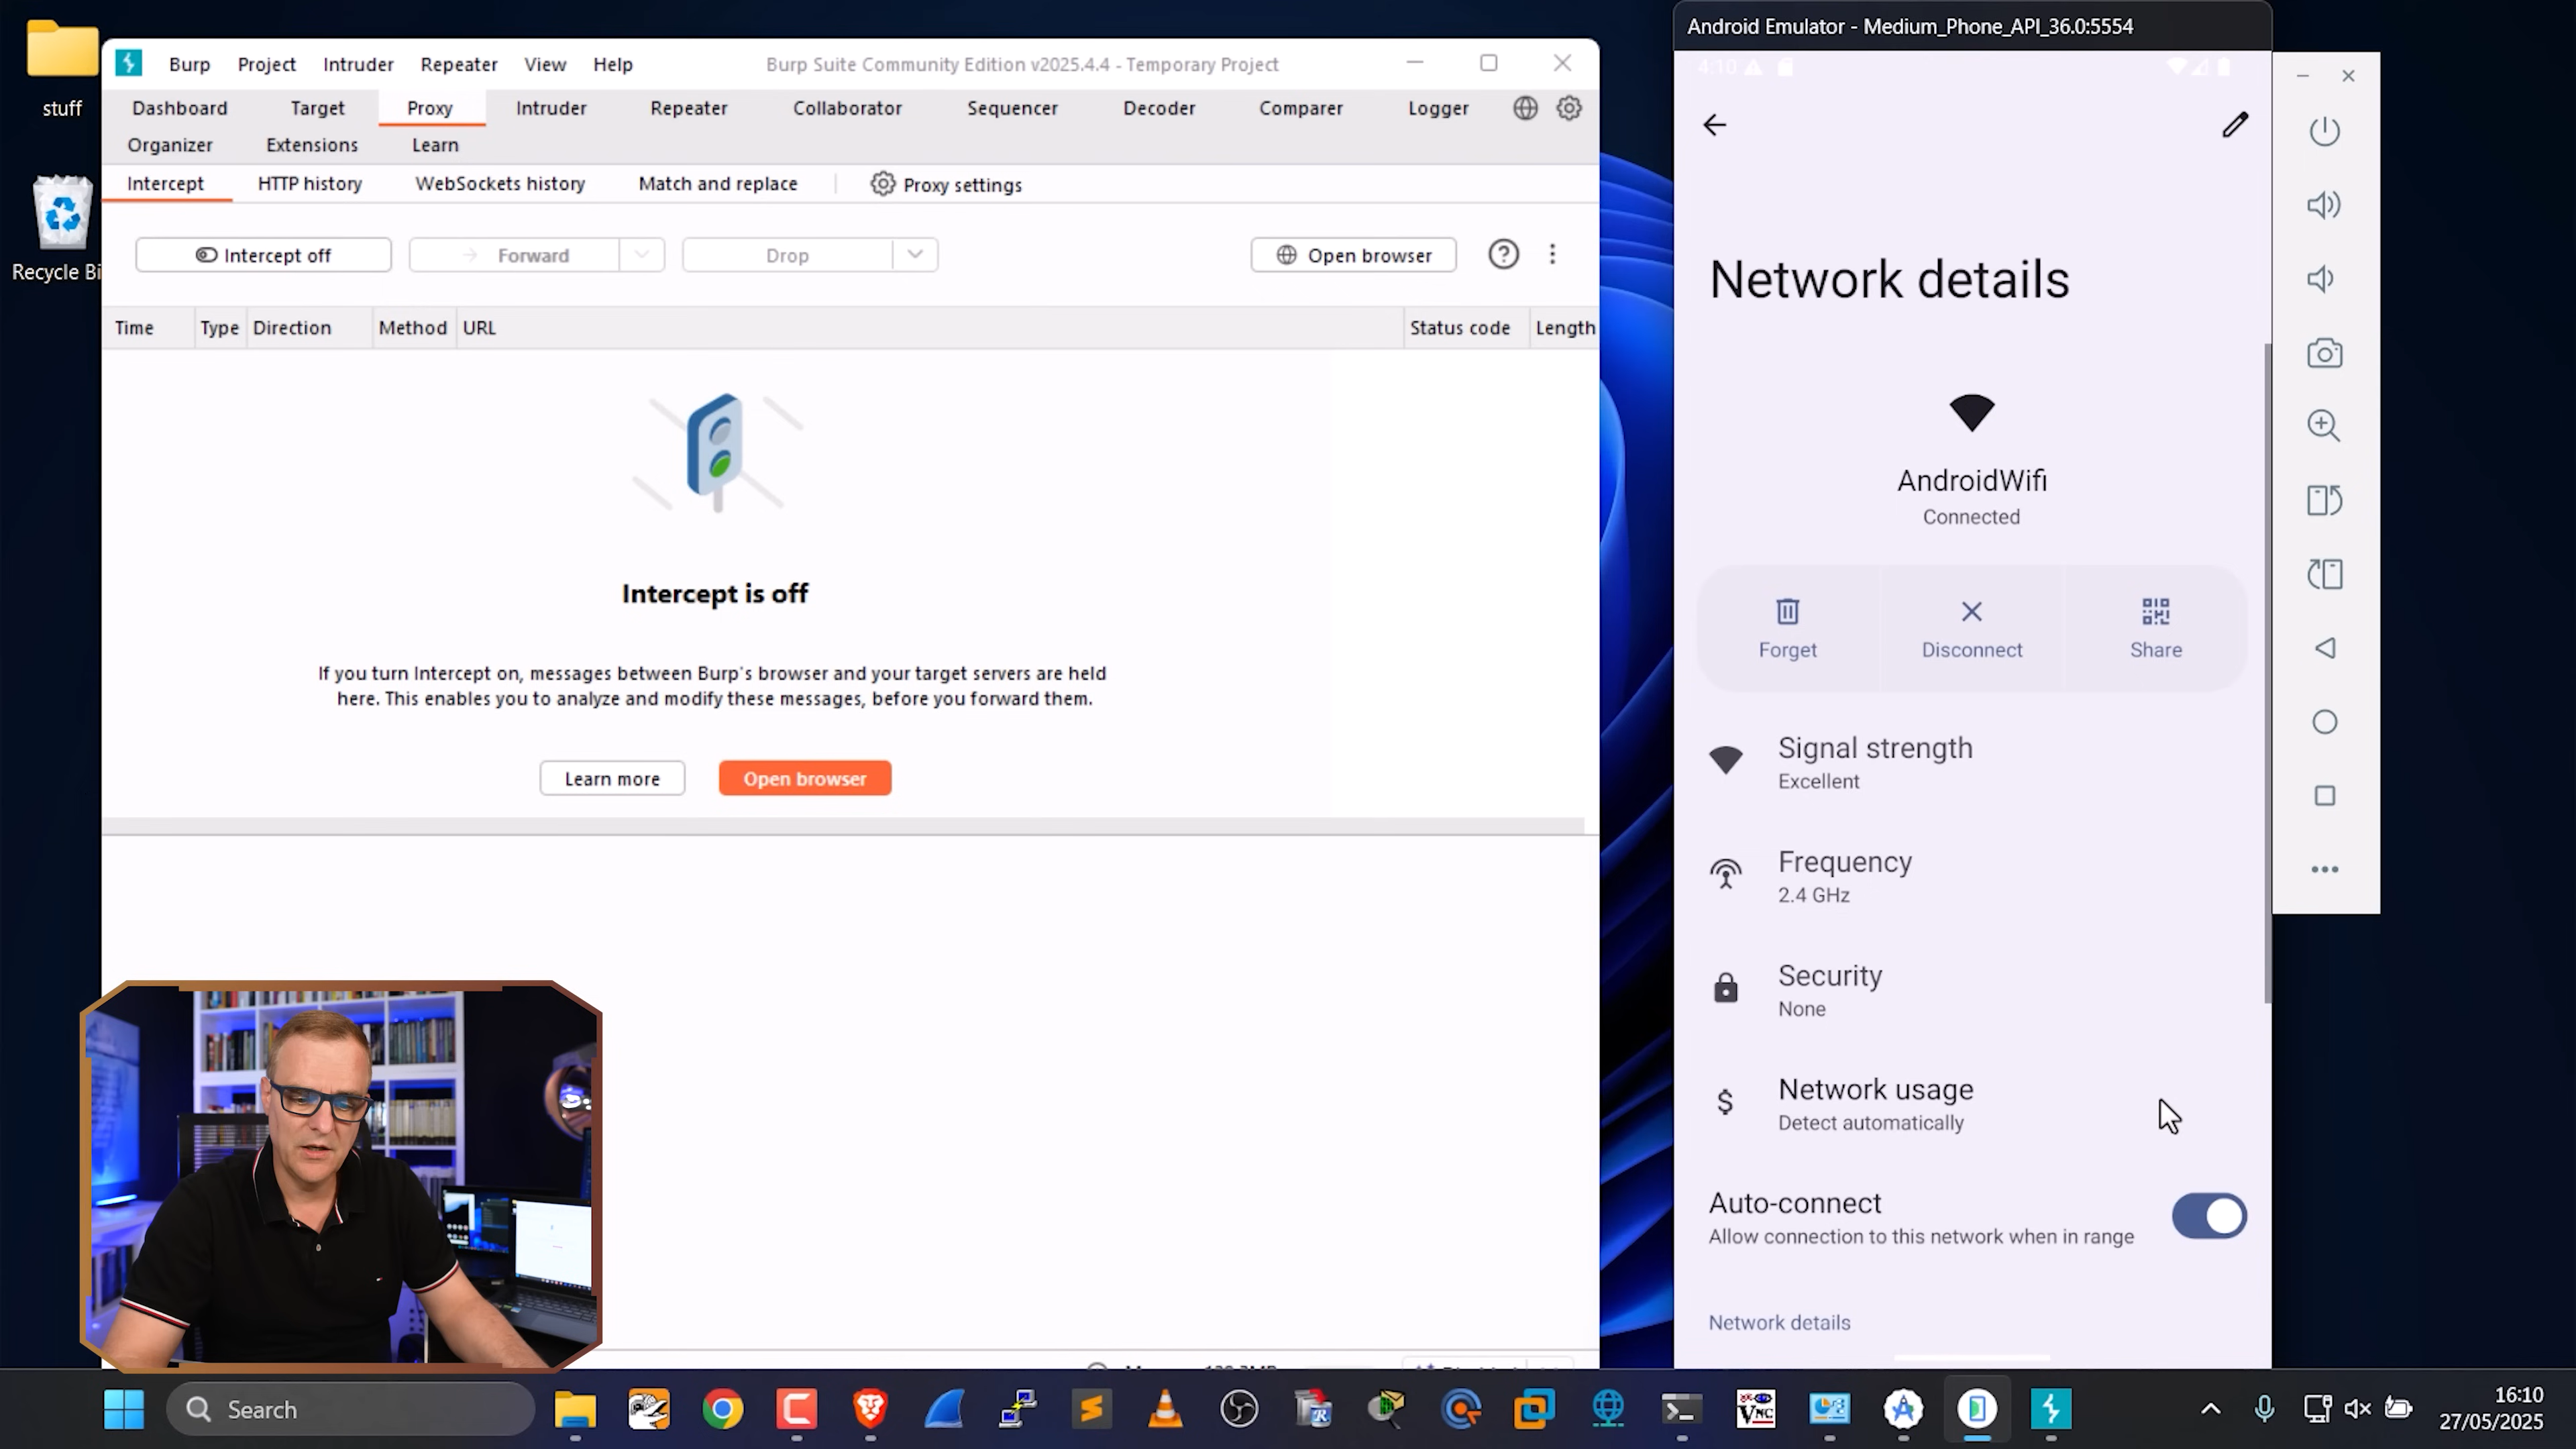 stuff
Recycle Bi
Burp Project Intruder Repeater View Help
Burp Suite Community Edition v2025.4.4 - Temporary Project
Dashboard Target Proxy Intruder Repeater Collaborator Sequencer Decoder Comparer Logger
Organizer Extensions Learn
Intercept HTTP history WebSockets history Match and replace Proxy settings
Intercept off Forward Drop Open browser
Time Type Direction Method URL Status code Length
Intercept is off
If you turn Intercept on, messages between Burp's browser and your target servers are held
here. This enables you to analyze and modify these messages, before you forward them.
Learn more Open browser
Android Emulator - Medium_Phone_API_36.0:5554
4:10
Network details
AndroidWifi
Connected
Forget Disconnect Share
Signal strength
Excellent
Frequency
2.4 GHz
Security
None
Network usage
Detect automatically
Auto-connect
Allow connection to this network when in range
Network details
Search
16:10
27/05/2025